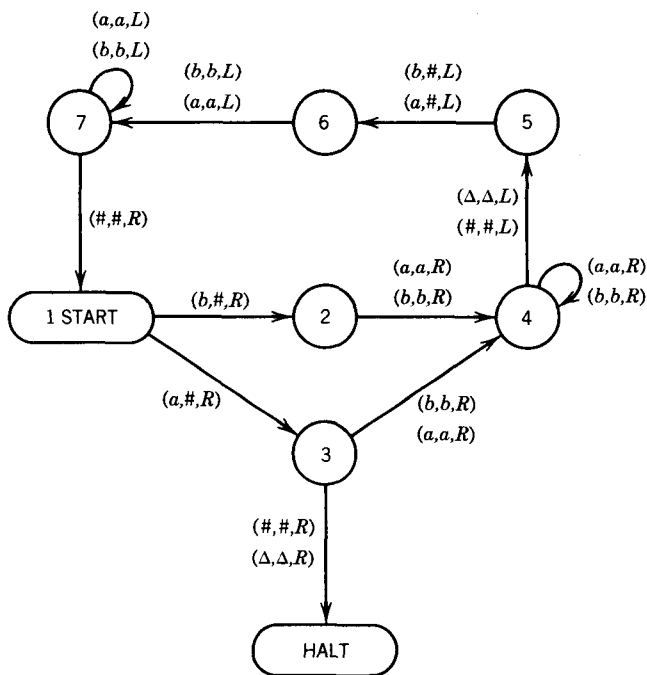 (a,a,L)
(b,b,L)
(b,b,L)
(a,a,L)
(b,#,L)
(a,#,L)
7
6
5
(#,#,R)
(Δ,Δ,L)
(#,#,L)
1 START
(b,#,R)
2
(a,a,R)
(b,b,R)
4
(a,a,R)
(b,b,R)
(a,#,R)
3
(b,b,R)
(a,a,R)
(#,#,R)
(Δ,Δ,R)
HALT